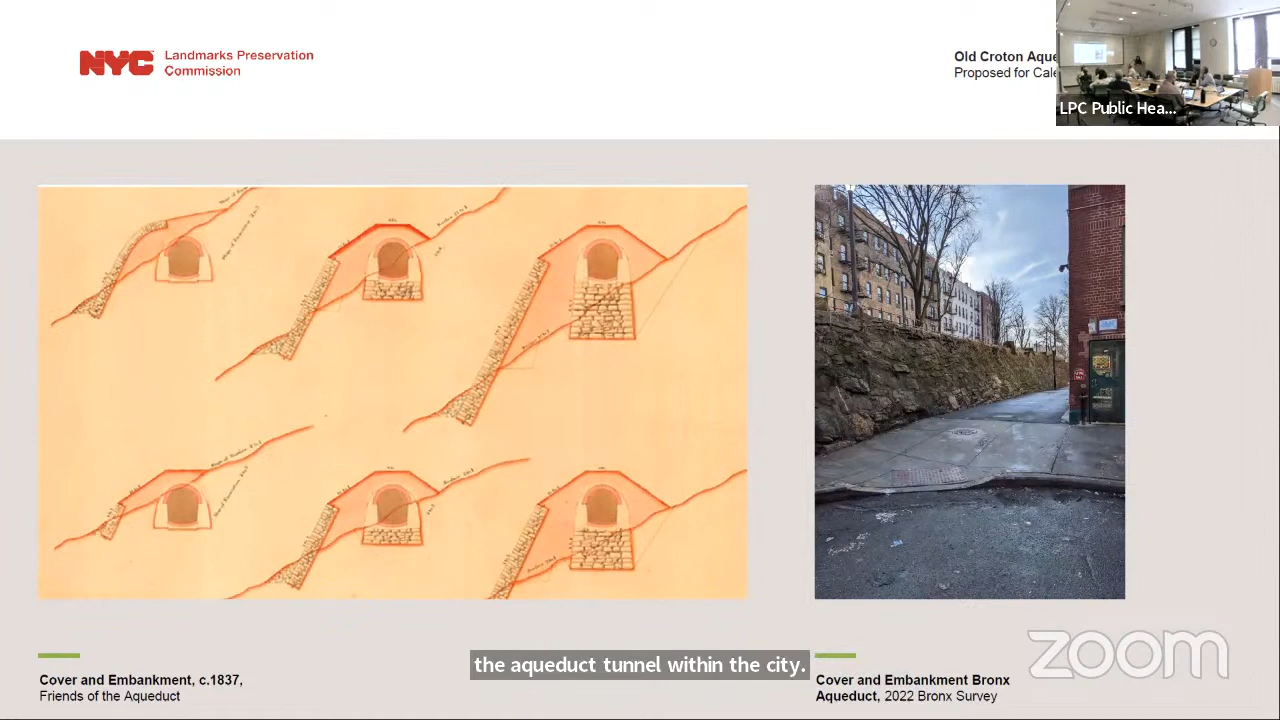 NYC Landmarks Preservation
Commission
Old Croton Aque
Proposed for Cale
LPC Public Hea...
the aqueduct tunnel within the city.
zoom
Cover and Embankment, c.1837,
Friends of the Aqueduct
Cover and Embankment Bronx
Aqueduct, 2022 Bronx Survey